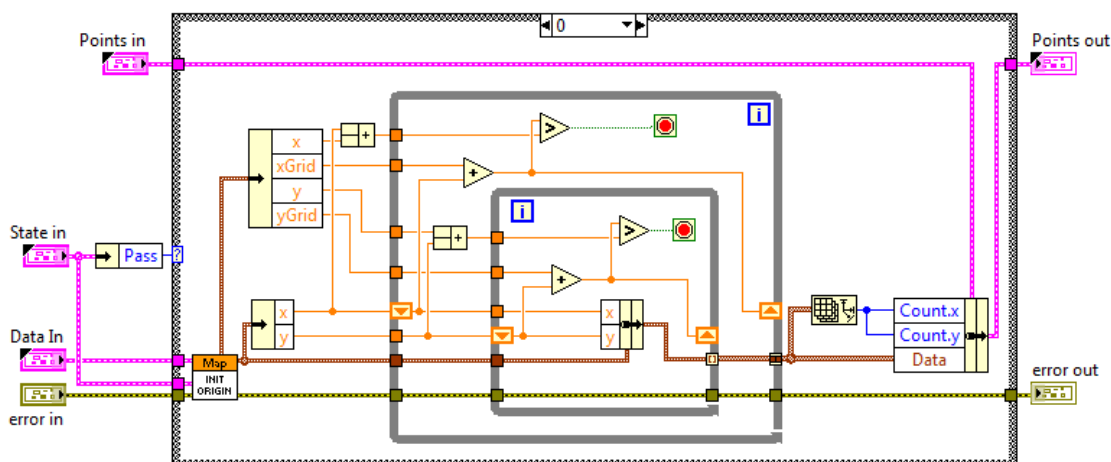 0
Points in
Points out
i
x
xGrid
y
yGrid
+
>
+
i
+
>
+
State in
Pass
?
x
y
x
y
Count.x
Count.y
Data
Data In
Map
INIT
ORIGIN
error in
error out